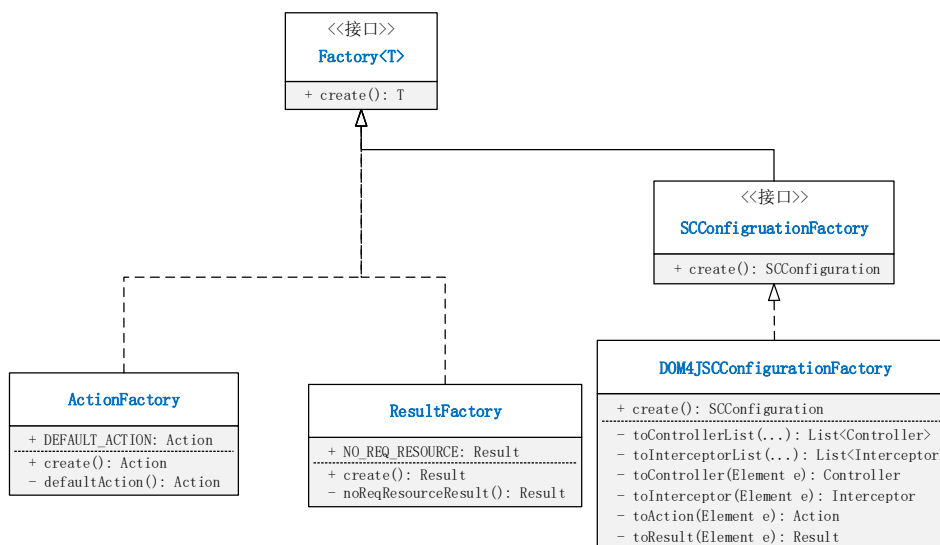 <<接口>>
Factory<T>
+ create(): T
<<接口>>
SCConfigruationFactory
+ create(): SCConfiguration
ActionFactory
+ DEFAULT_ACTION: Action
+ create(): Action
- defaultAction(): Action
ResultFactory
+ NO_REQ_RESOURCE: Result
+ create(): Result
- noReqResourceResult(): Result
DOM4JSCConfigurationFactory
+ create(): SCConfiguration
- toControllerList(...): List<Controller>
- toInterceptorList(...): List<Interceptor
- toController(Element e): Controller
- toInterceptor(Element e): Interceptor
- toAction(Element e): Action
- toResult(Element e): Result